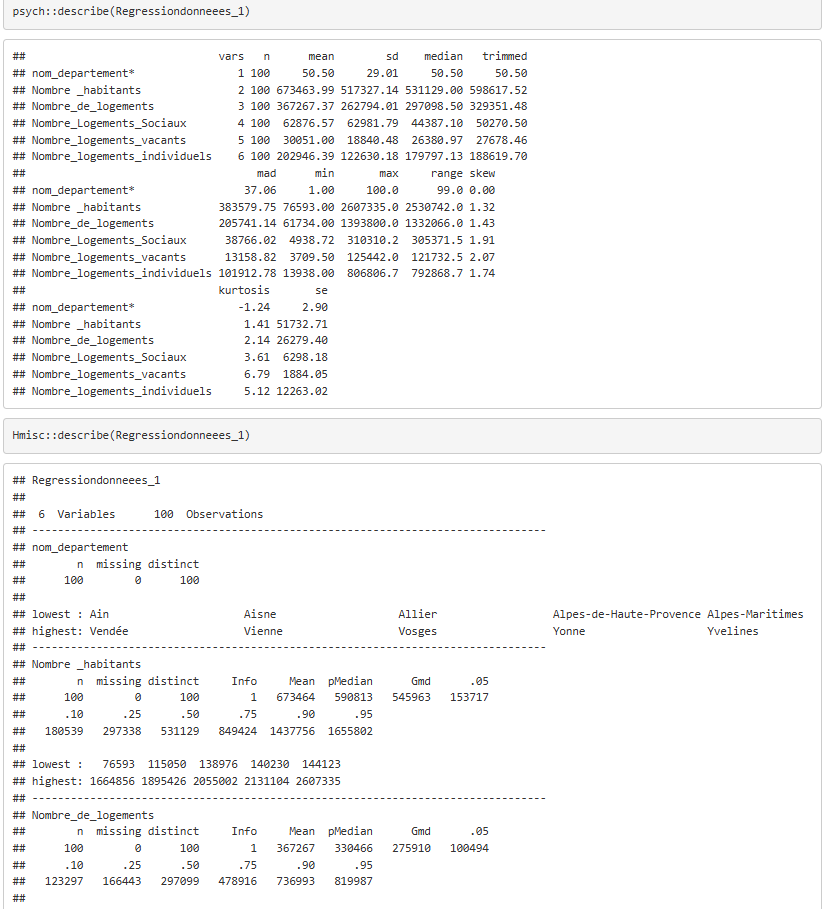 psych::describe(Regressiondonneees_1)
##                              vars   n      mean        sd    median   trimmed
## nom_departement*                1 100     50.50     29.01     50.50     50.50
## Nombre _habitants               2 100 673463.99 517327.14 531129.00 598617.52
## Nombre_de_logements             3 100 367267.37 262794.01 297098.50 329351.48
## Nombre_Logements_Sociaux        4 100  62876.57  62981.79  44387.10  50270.50
## Nombre_logements_vacants        5 100  30051.00  18840.48  26380.97  27678.46
## Nombre_logements_individuels    6 100 202946.39 122630.18 179797.13 188619.70
##                                    mad      min       max     range skew
## nom_departement*                 37.06     1.00     100.0      99.0 0.00
## Nombre _habitants            383579.75 76593.00 2607335.0 2530742.0 1.32
## Nombre_de_logements          205741.14 61734.00 1393800.0 1332066.0 1.43
## Nombre_Logements_Sociaux      38766.02  4938.72  310310.2  305371.5 1.91
## Nombre_logements_vacants      13158.82  3709.50  125442.0  121732.5 2.07
## Nombre_logements_individuels 101912.78 13938.00  806806.7  792868.7 1.74
##                              kurtosis       se
## nom_departement*                -1.24     2.90
## Nombre _habitants                1.41 51732.71
## Nombre_de_logements              2.14 26279.40
## Nombre_Logements_Sociaux         3.61  6298.18
## Nombre_logements_vacants         6.79  1884.05
## Nombre_logements_individuels     5.12 12263.02
Hmisc::describe(Regressiondonneees_1)
## Regressiondonneees_1
##
##  6  Variables      100  Observations
## --------------------------------------------------------------------------------
## nom_departement
##        n  missing distinct
##      100        0      100
##
## lowest : Ain                     Aisne                   Allier                  Alpes-de-Haute-Provence Alpes-Maritimes
## highest: Vendée                  Vienne                  Vosges                  Yonne                   Yvelines
## --------------------------------------------------------------------------------
## Nombre _habitants
##        n  missing distinct     Info     Mean  pMedian      Gmd      .05
##      100        0      100        1   673464   590813   545963   153717
##      .10      .25      .50      .75      .90      .95
##   180539   297338   531129   849424  1437756  1655802
##
## lowest :   76593  115050  138976  140230  144123
## highest: 1664856 1895426 2055002 2131104 2607335
## --------------------------------------------------------------------------------
## Nombre_de_logements
##        n  missing distinct     Info     Mean  pMedian      Gmd      .05
##      100        0      100        1   367267   330466   275910   100494
##      .10      .25      .50      .75      .90      .95
##   123297   166443   297099   478916   736993   819987
##